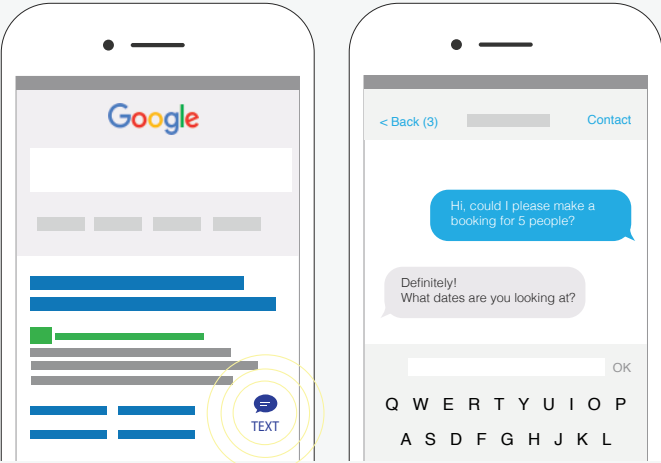 Google
TEXT
< Back (3)
Contact
Hi, could I please make a
booking for 5 people?
Definitely!
What dates are you looking at?
OK
Q W E R T Y U I O P
A S D F G H J K L